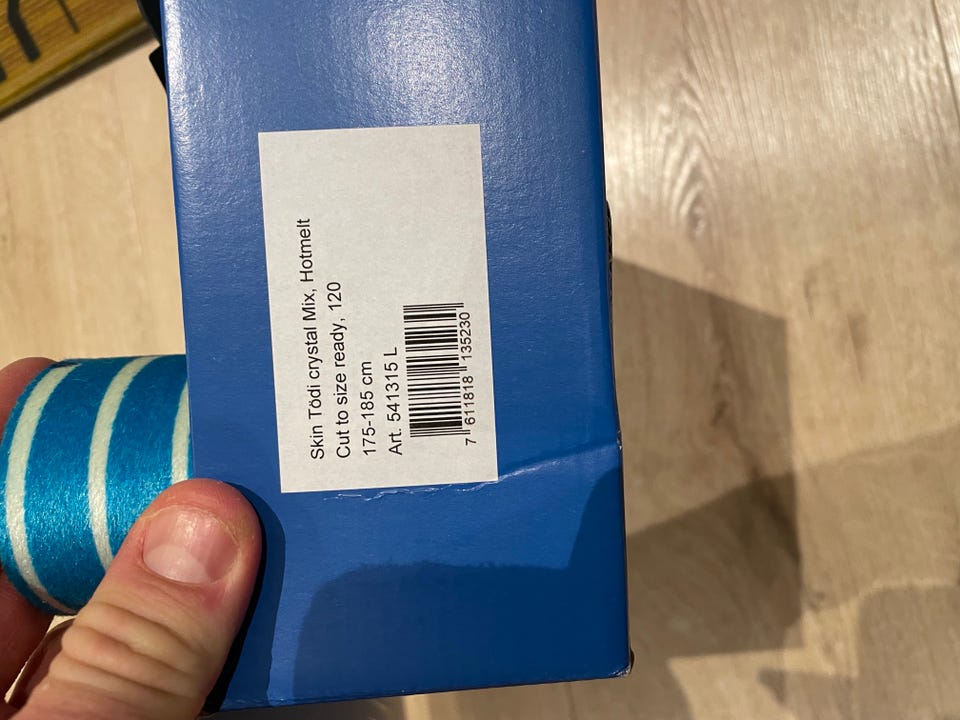 Skin Tödi crystal Mix, Hotmelt
Cut to size ready, 120
175-185 cm
Art. 541315 L
7 611818 135230